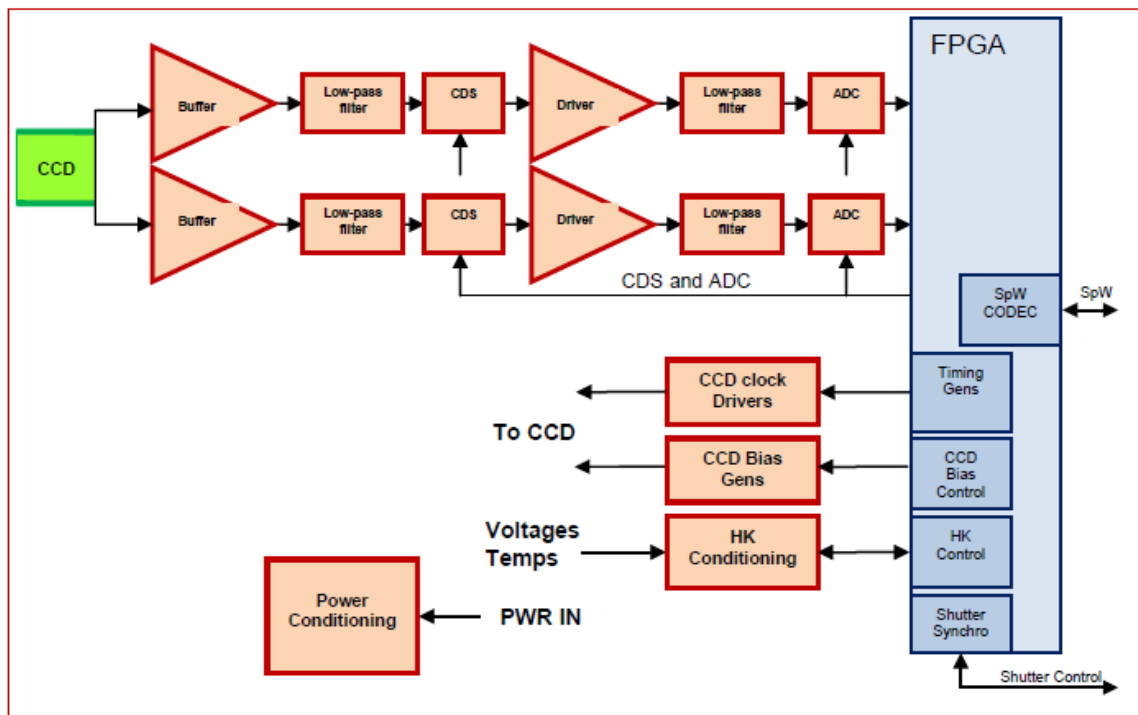 FPGA
Buffer
Low-pass
filter
CDS
Driver
Low-pass
filter
ADC
CCD
Buffer
Low-pass
filter
CDS
Driver
Low-pass
filter
ADC
CDS and ADC
SpW
CODEC
SpW
CCD clock
Drivers
Timing
Gens
To CCD
CCD Bias
Gens
CCD
Bias
Control
Voltages
Temps
HK
Conditioning
HK
Control
Power
Conditioning
PWR IN
Shutter
Synchro
Shutter Control